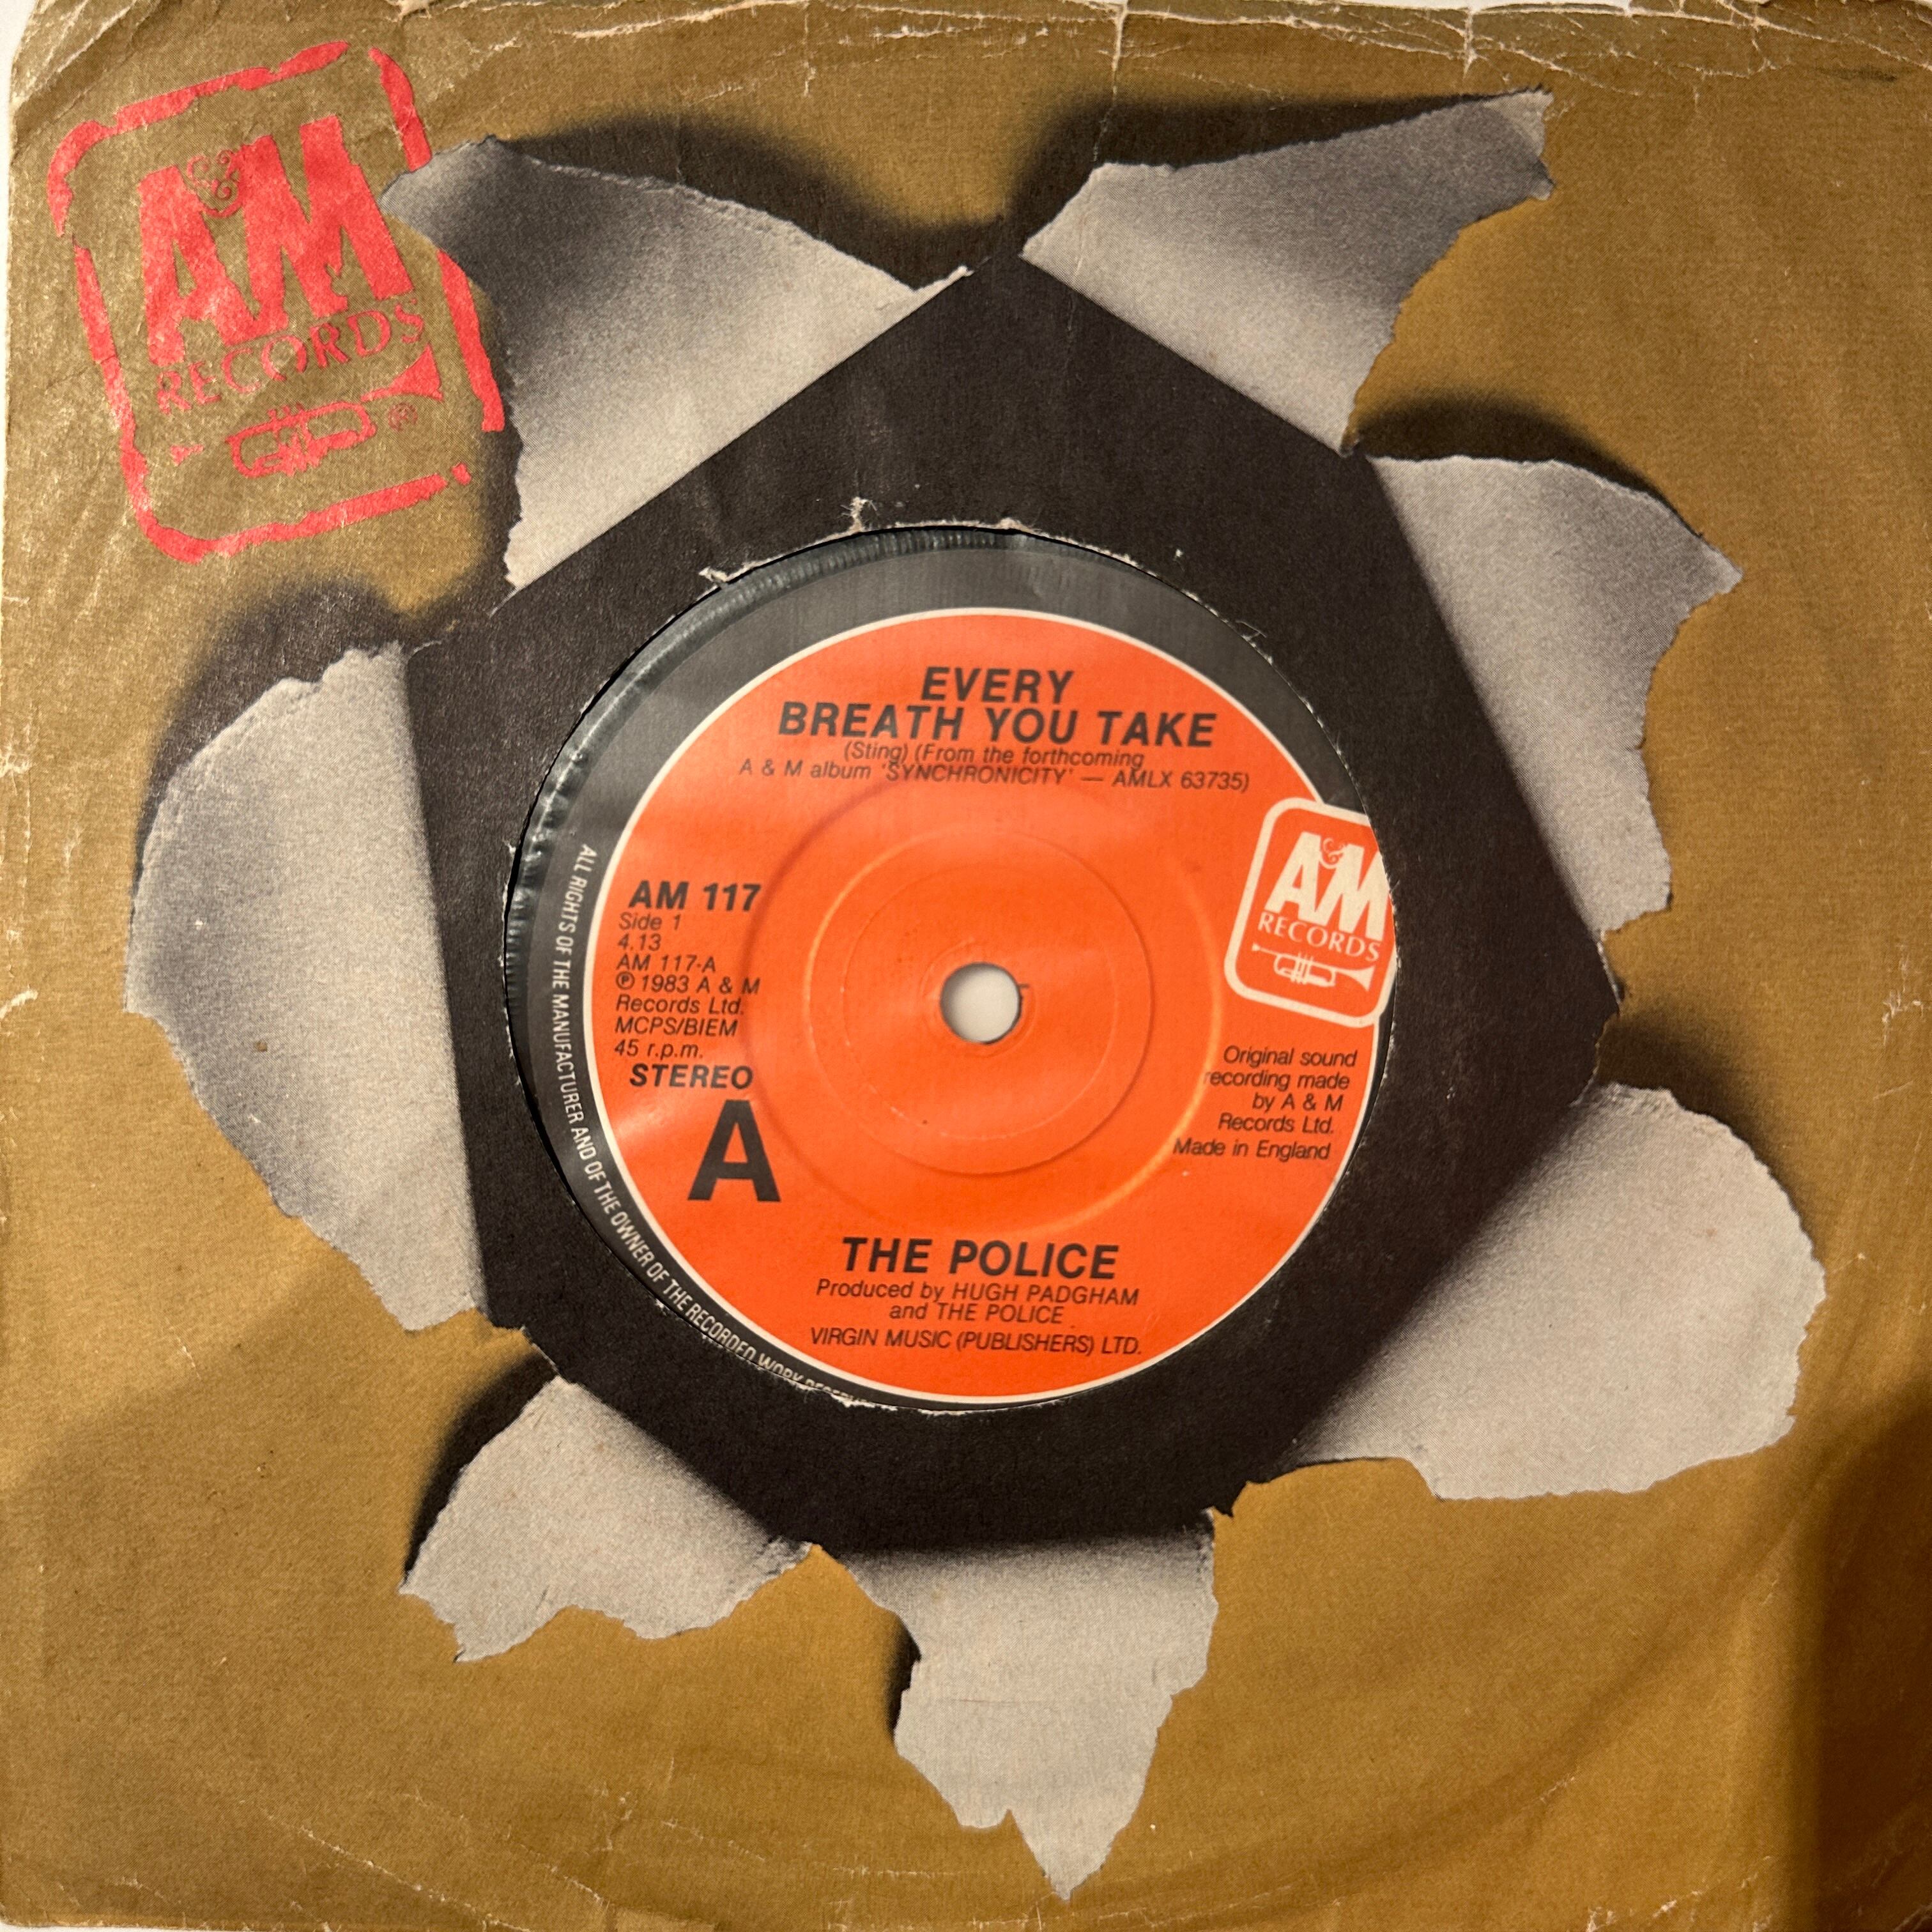 A&M
RECORDS
®
EVERY
BREATH YOU TAKE
(Sting) (From the forthcoming
A & M album 'SYNCHRONICITY' — AMLX 63735)
AM 117
Side 1
4.13
AM 117-A
℗ 1983 A & M
Records Ltd.
MCPS/BIEM
45 r.p.m.
STEREO
A
A&M
RECORDS
Original sound
recording made
by A & M
Records Ltd.
Made in England
THE POLICE
Produced by HUGH PADGHAM
and THE POLICE
VIRGIN MUSIC (PUBLISHERS) LTD.
ALL RIGHTS OF THE MANUFACTURER AND OF THE OWNER OF THE RECORDED WORK